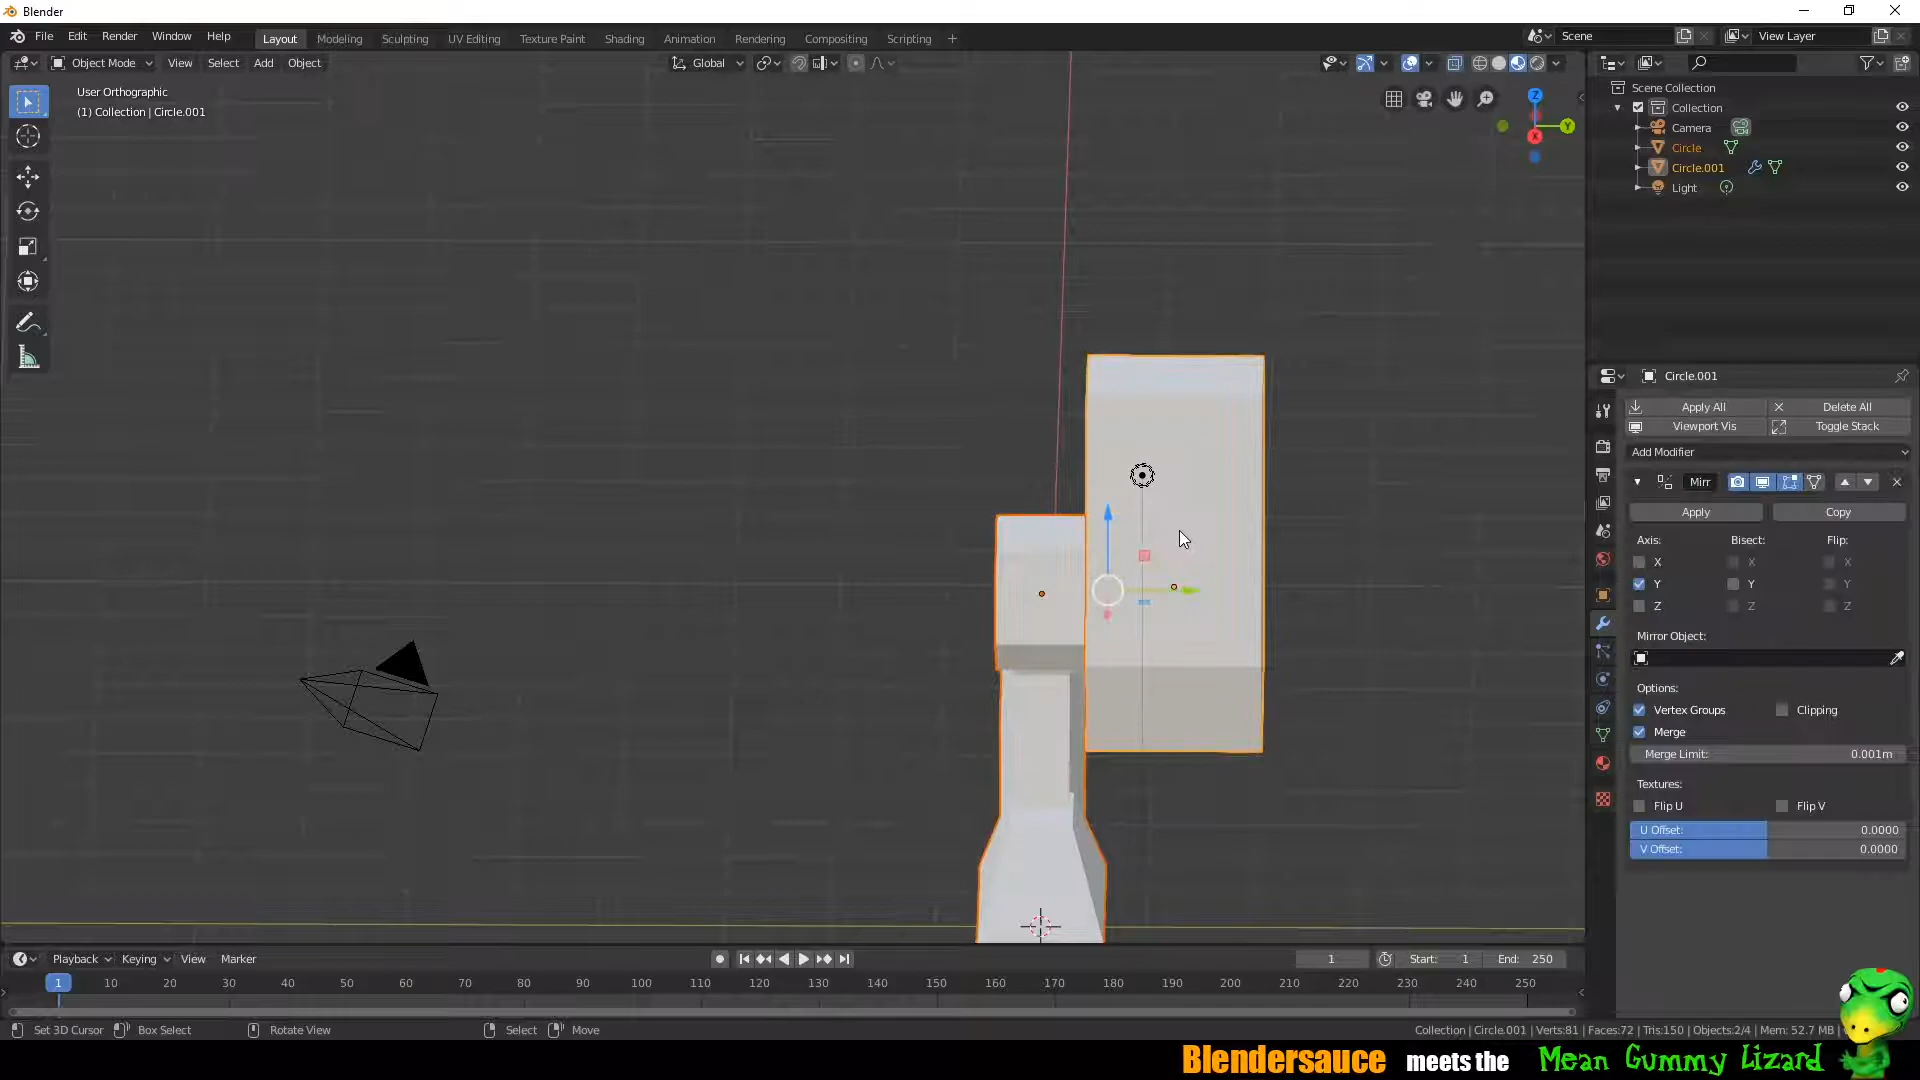 Blender
File Edit Render Window Help
Layout Modeling Sculpting UV Editing Texture Paint Shading Animation Rendering Compositing Scripting +
Scene
View Layer
Object Mode View Select Add Object
Global
User Orthographic
(1) Collection | Circle.001
Z
Y
X
Scene Collection
Collection
Camera
Circle
Circle.001
Light
Circle.001
Apply All Delete All
Viewport Vis Toggle Stack
Add Modifier
Mirr
Apply Copy
Axis: Bisect: Flip:
X X X
Y Y Y
Z Z Z
Mirror Object:
Options:
Vertex Groups Clipping
Merge
Merge Limit: 0.001m
Textures:
Flip U Flip V
U Offset: 0.0000
V Offset: 0.0000
Playback Keying View Marker
1 Start: 1 End: 250
1 10 20 30 40 50 60 70 80 90 100 110 120 130 140 150 160 170 180 190 200 210 220 230 240 250
Set 3D Cursor Box Select Rotate View Select Move
Collection | Circle.001 | Verts:81 | Faces:72 | Tris:150 | Objects:2/4 | Mem: 52.7 MB |
Blendersauce meets the Mean Gummy Lizard